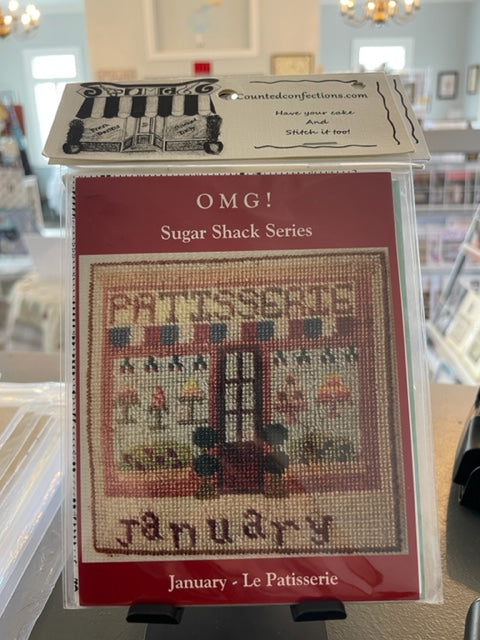 Countedconfections.com
Have your cake
And
Stitch it too!
OMG!
Sugar Shack Series
PATISSERIE
January
January - Le Patisserie